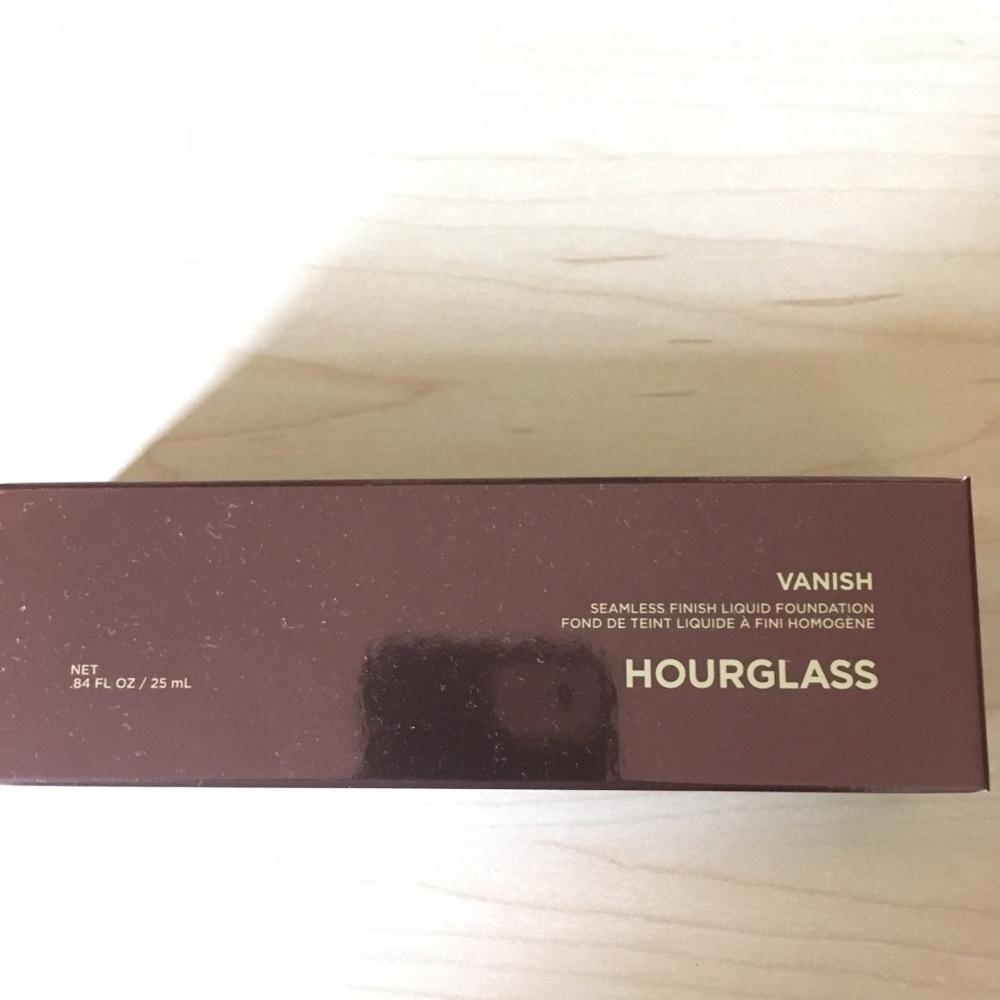 VANISH
SEAMLESS FINISH LIQUID FOUNDATION
FOND DE TEINT LIQUIDE À FINI HOMOGÈNE
HOURGLASS
NET
.84 FL OZ / 25 mL